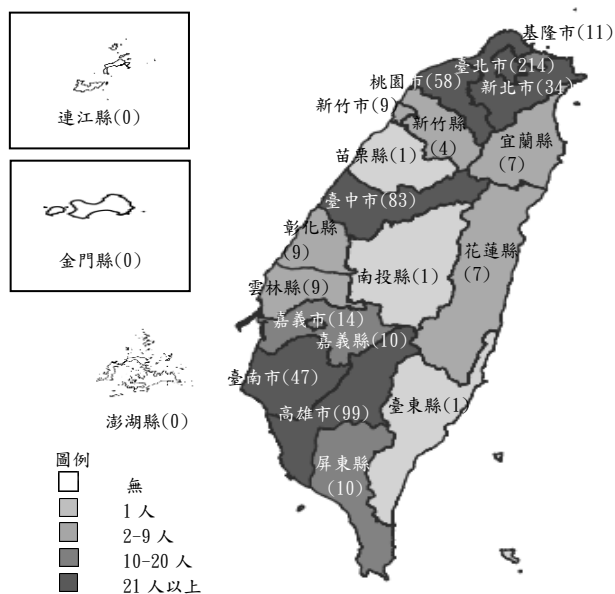 基隆市(11)
臺北市(214)
桃園市(58)
新北市(34)
新竹市(9)
新竹縣
(4)
宜蘭縣
(7)
苗栗縣(1)
連江縣(0)
臺中市(83)
彰化縣
(9)
花蓮縣
(7)
金門縣(0)
南投縣(1)
雲林縣(9)
嘉義市(14)
嘉義縣(10)
臺南市(47)
臺東縣(1)
高雄市(99)
澎湖縣(0)
屏東縣
(10)
圖例
無
1 人
2-9 人
10-20 人
21 人以上